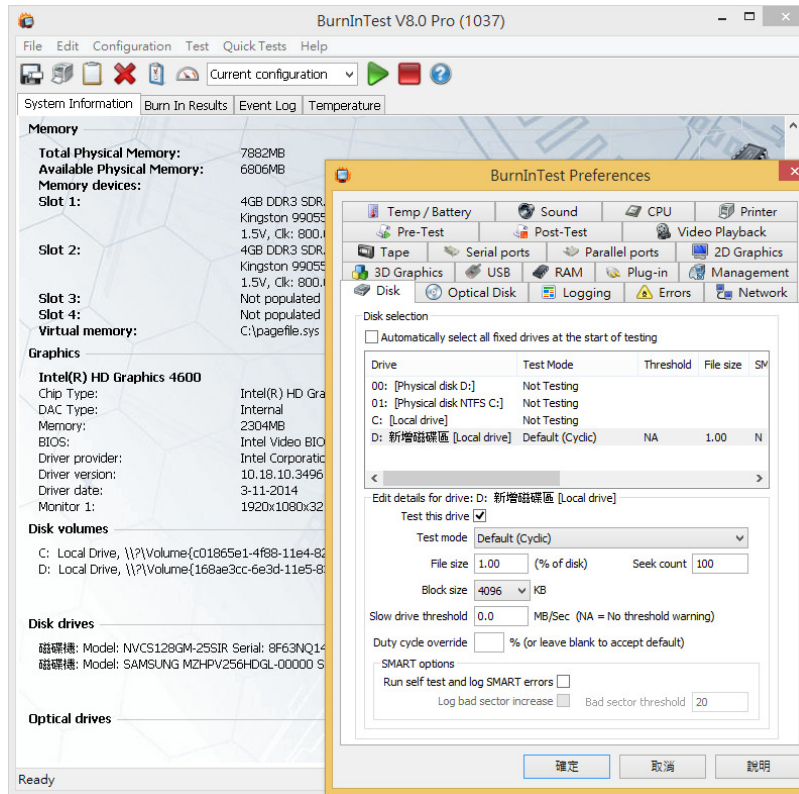 BurnInTest V8.0 Pro (1037)
File Edit Configuration Test Quick Tests Help
Current configuration
System Information Burn In Results Event Log Temperature
Memory
Total Physical Memory: 7882MB
Available Physical Memory: 6806MB
Memory devices:
Slot 1: 4GB DDR3 SDR
Kingston 99055
1.5V, Clk: 800.
Slot 2: 4GB DDR3 SDR
Kingston 99055
1.5V, Clk: 800.
Slot 3: Not populated
Slot 4: Not populated
Virtual memory: C:\pagefile.sys
Graphics
Intel(R) HD Graphics 4600
Chip Type: Intel(R) HD Gra
DAC Type: Internal
Memory: 2304MB
BIOS: Intel Video BIO
Driver provider: Intel Corporatio
Driver version: 10.18.10.3496
Driver date: 3-11-2014
Monitor 1: 1920x1080x32
Disk volumes
C: Local Drive, \\?\Volume{c01865e1-4f88-11e4-82
D: Local Drive, \\?\Volume{168ae3cc-6e3d-11e5-8
Disk drives
磁碟機: Model: NVCS128GM-25SIR Serial: 8F63NQ14
磁碟機: Model: SAMSUNG MZHPV256HDGL-00000 S
Optical drives
Ready
BurnInTest Preferences
Temp / Battery Sound CPU Printer
Pre-Test Post-Test Video Playback
Tape Serial ports Parallel ports 2D Graphics
3D Graphics USB RAM Plug-in Management
Disk Optical Disk Logging Errors Network
Disk selection
Automatically select all fixed drives at the start of testing
Drive Test Mode Threshold File size SM
00: [Physical disk D:] Not Testing
01: [Physical disk NTFS C:] Not Testing
C: [Local drive] Not Testing
D: 新增磁碟區 [Local drive] Default (Cyclic) NA 1.00 N
Edit details for drive: D: 新增磁碟區 [Local drive]
Test this drive
Test mode Default (Cyclic)
File size 1.00 (% of disk) Seek count 100
Block size 4096 KB
Slow drive threshold 0.0 MB/Sec (NA = No threshold warning)
Duty cycle override % (or leave blank to accept default)
SMART options
Run self test and log SMART errors
Log bad sector increase Bad sector threshold 20
確定 取消 說明